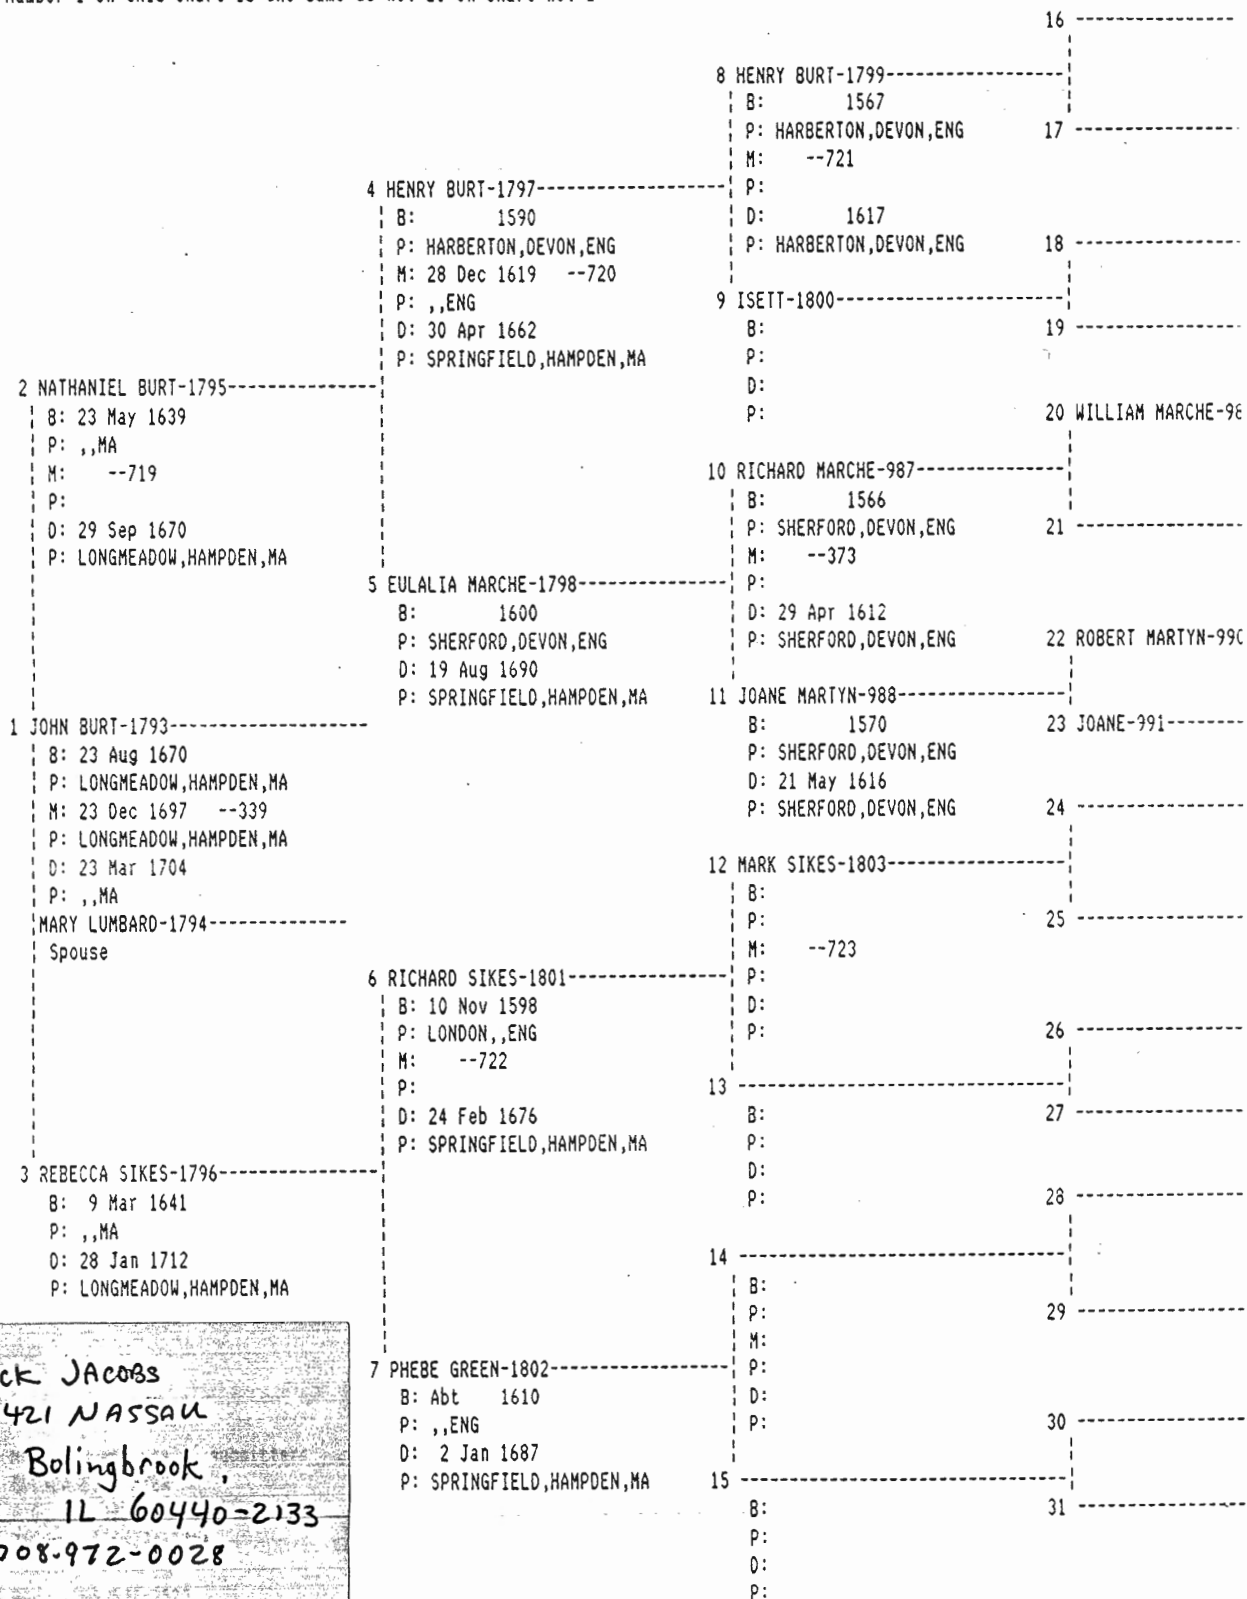 16
8 HENRY BURT-1799
B: 1567
P: HARBERTON,DEVON,ENG
17
M: --721
4 HENRY BURT-1797
P:
B: 1590
D: 1617
P: HARBERTON,DEVON,ENG
P: HARBERTON,DEVON,ENG
18
M: 28 Dec 1619 --720
P: ,,ENG
9 ISETT-1800
D: 30 Apr 1662
B:
19
P: SPRINGFIELD,HAMPDEN,MA
P:
2 NATHANIEL BURT-1795
D:
B: 23 May 1639
P:
20 WILLIAM MARCHE-98
P: ,,MA
M: --719
10 RICHARD MARCHE-987
P:
B: 1566
D: 29 Sep 1670
P: SHERFORD,DEVON,ENG
21
P: LONGMEADOW,HAMPDEN,MA
M: --373
5 EULALIA MARCHE-1798
P:
B: 1600
D: 29 Apr 1612
P: SHERFORD,DEVON,ENG
P: SHERFORD,DEVON,ENG
22 ROBERT MARTYN-990
D: 19 Aug 1690
P: SPRINGFIELD,HAMPDEN,MA
11 JOANE MARTYN-988
1 JOHN BURT-1793
B: 1570
23 JOANE-991
B: 23 Aug 1670
P: SHERFORD,DEVON,ENG
P: LONGMEADOW,HAMPDEN,MA
D: 21 May 1616
M: 23 Dec 1697 --339
P: SHERFORD,DEVON,ENG
24
P: LONGMEADOW,HAMPDEN,MA
D: 23 Mar 1704
12 MARK SIKES-1803
P: ,,MA
B:
MARY LUMBARD-1794
P:
25
Spouse
M: --723
6 RICHARD SIKES-1801
P:
B: 10 Nov 1598
D:
P: LONDON,,ENG
P:
26
M: --722
P:
13
D: 24 Feb 1676
B:
27
P: SPRINGFIELD,HAMPDEN,MA
P:
3 REBECCA SIKES-1796
D:
B: 9 Mar 1641
P:
28
P: ,,MA
D: 28 Jan 1712
14
P: LONGMEADOW,HAMPDEN,MA
B:
P:
29
M:
7 PHEBE GREEN-1802
P:
B: Abt 1610
D:
P: ,,ENG
P:
30
D: 2 Jan 1687
P: SPRINGFIELD,HAMPDEN,MA
15
B:
31
P:
D:
P:
ck JACOBS
421 NASSAU
Bolingbrook,
IL 60440-2133
708-972-0028